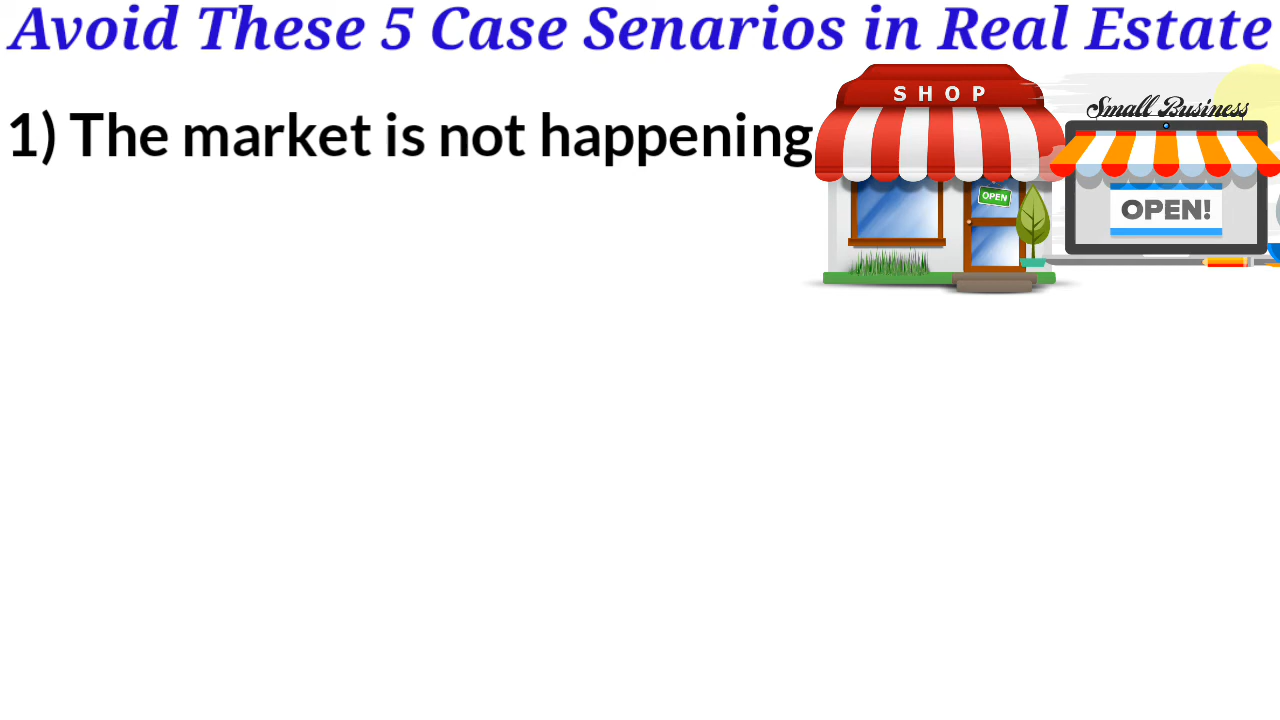 Avoid These 5 Case Senarios in Real Estate
1) The market is not happening
SHOP
OPEN
Small Business
OPEN!